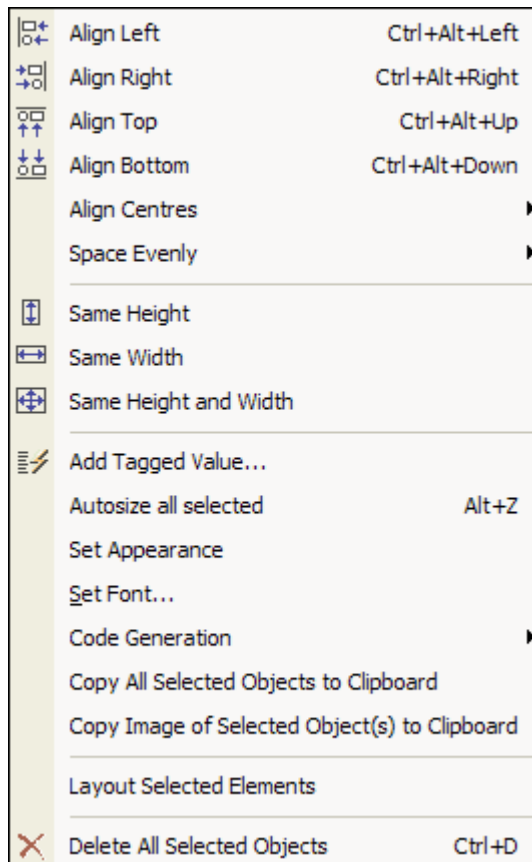 Align Left Ctrl+Alt+Left
Align Right Ctrl+Alt+Right
Align Top Ctrl+Alt+Up
Align Bottom Ctrl+Alt+Down
Align Centres
Space Evenly
Same Height
Same Width
Same Height and Width
Add Tagged Value...
Autosize all selected Alt+Z
Set Appearance
Set Font...
Code Generation
Copy All Selected Objects to Clipboard
Copy Image of Selected Object(s) to Clipboard
Layout Selected Elements
Delete All Selected Objects Ctrl+D